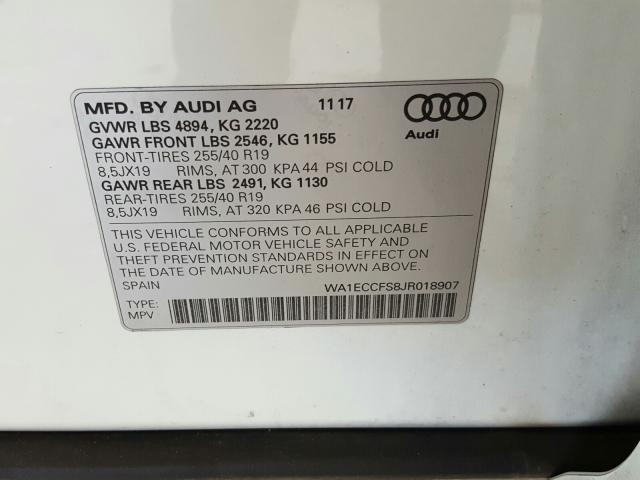 MFD. BY AUDI AG 11 17
GVWR LBS 4894, KG 2220
GAWR FRONT LBS 2546, KG 1155
FRONT-TIRES 255/40 R19
8,5JX19 RIMS, AT 300 KPA 44 PSI COLD
GAWR REAR LBS 2491, KG 1130
REAR-TIRES 255/40 R19
8,5JX19 RIMS, AT 320 KPA 46 PSI COLD
Audi
THIS VEHICLE CONFORMS TO ALL APPLICABLE
U.S. FEDERAL MOTOR VEHICLE SAFETY AND
THEFT PREVENTION STANDARDS IN EFFECT ON
THE DATE OF MANUFACTURE SHOWN ABOVE.
SPAIN WA1ECCFS8JR018907
TYPE:
MPV